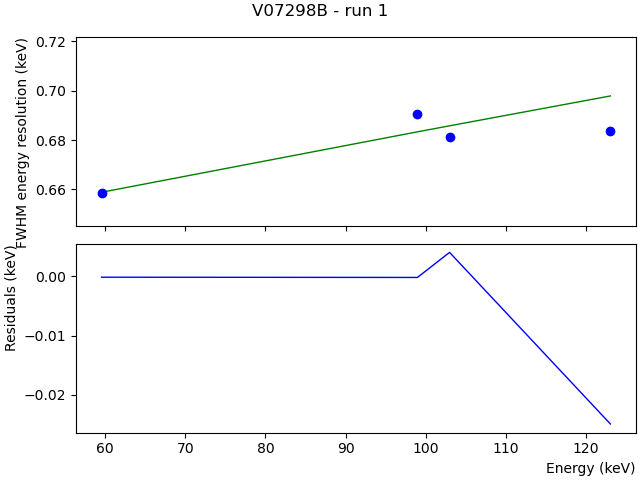 V07298B - run 1
FWHM energy resolution (keV)
0.72
0.70
0.68
0.66
Residuals (keV)
0.00
−0.01
−0.02
60 70 80 90 100 110 120
Energy (keV)